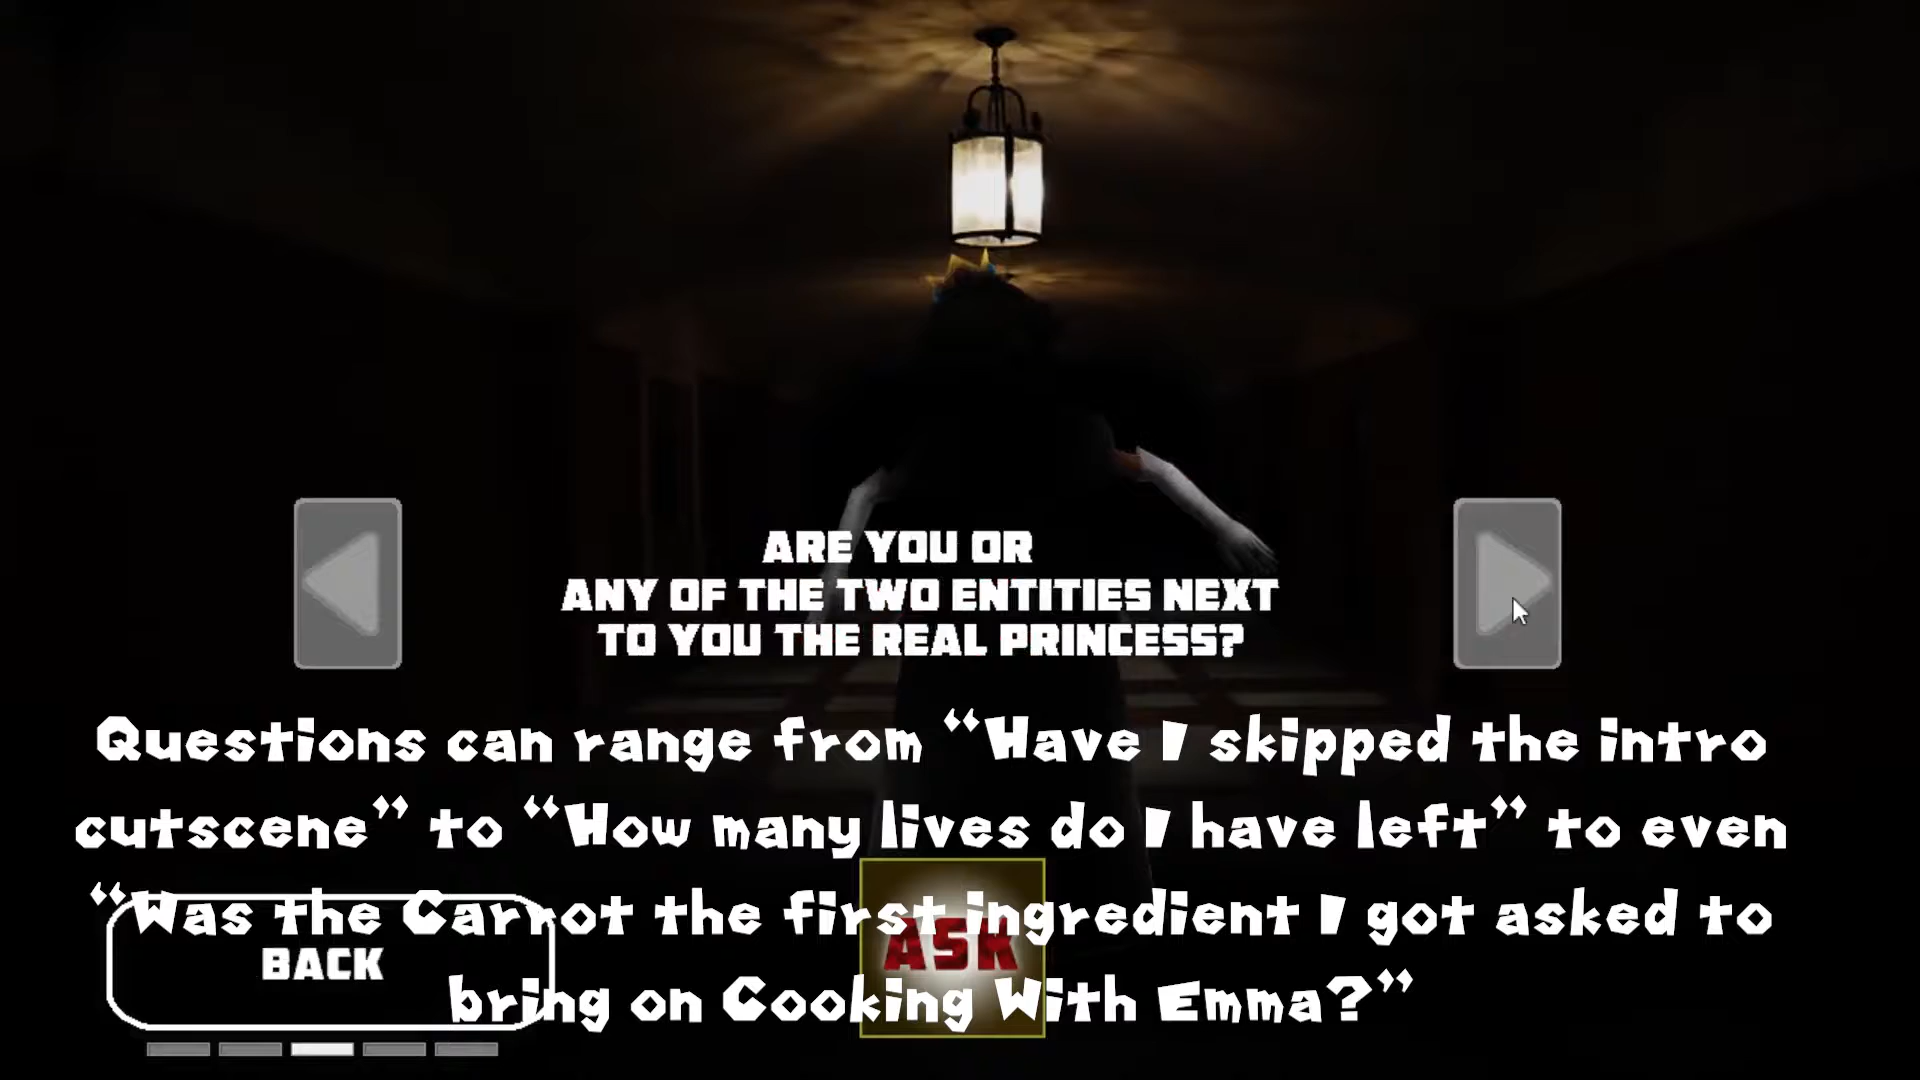 ARE YOU OR
ANY OF THE TWO ENTITIES NEXT
TO YOU THE REAL PRINCESS?
Questions can range from “Have I skipped the intro
cutscene” to “How many lives do I have left” to even
“Was the Carrot the first ingredient I got asked to
bring on Cooking With Emma?”
BACK
ASK